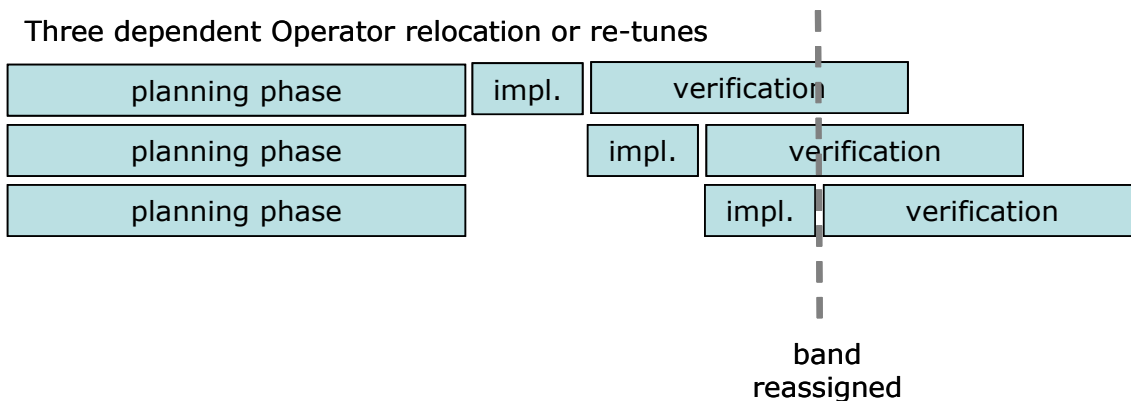 Three dependent Operator relocation or re-tunes
planning phase impl. verification
planning phase impl. verification
planning phase impl. verification
band
reassigned